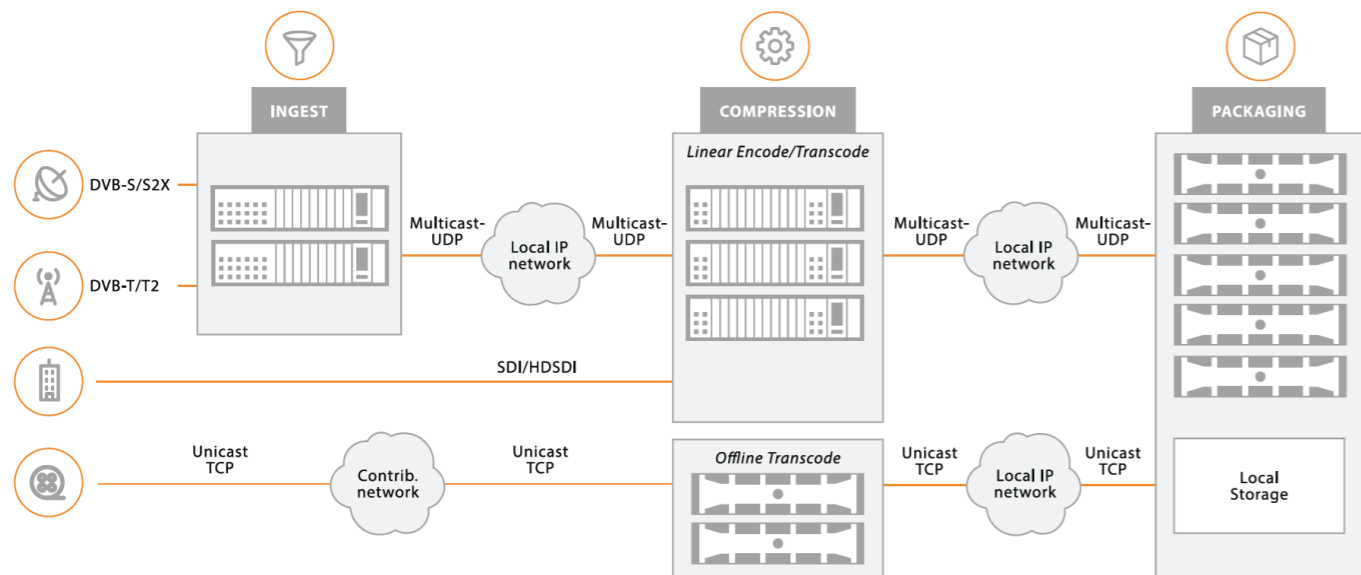 INGEST
COMPRESSION
PACKAGING
Linear Encode/Transcode
DVB-S/S2X
Multicast-
UDP
Local IP
network
Multicast-
UDP
Multicast-
UDP
Local IP
network
Multicast-
UDP
DVB-T/T2
SDI/HDSDI
Unicast
TCP
Contrib.
network
Unicast
TCP
Offline Transcode
Unicast
TCP
Local IP
network
Unicast
TCP
Local
Storage